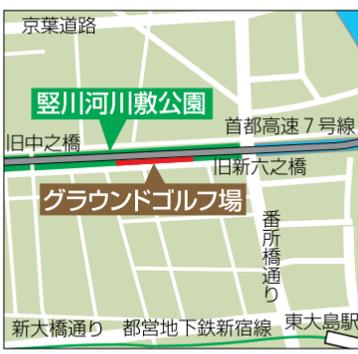 京葉道路
竪川河川敷公園
首都高速7号線
旧中之橋
旧新六之橋
グラウンドゴルフ場
番所橋通り
新大橋通り
都営地下鉄新宿線
東大島駅